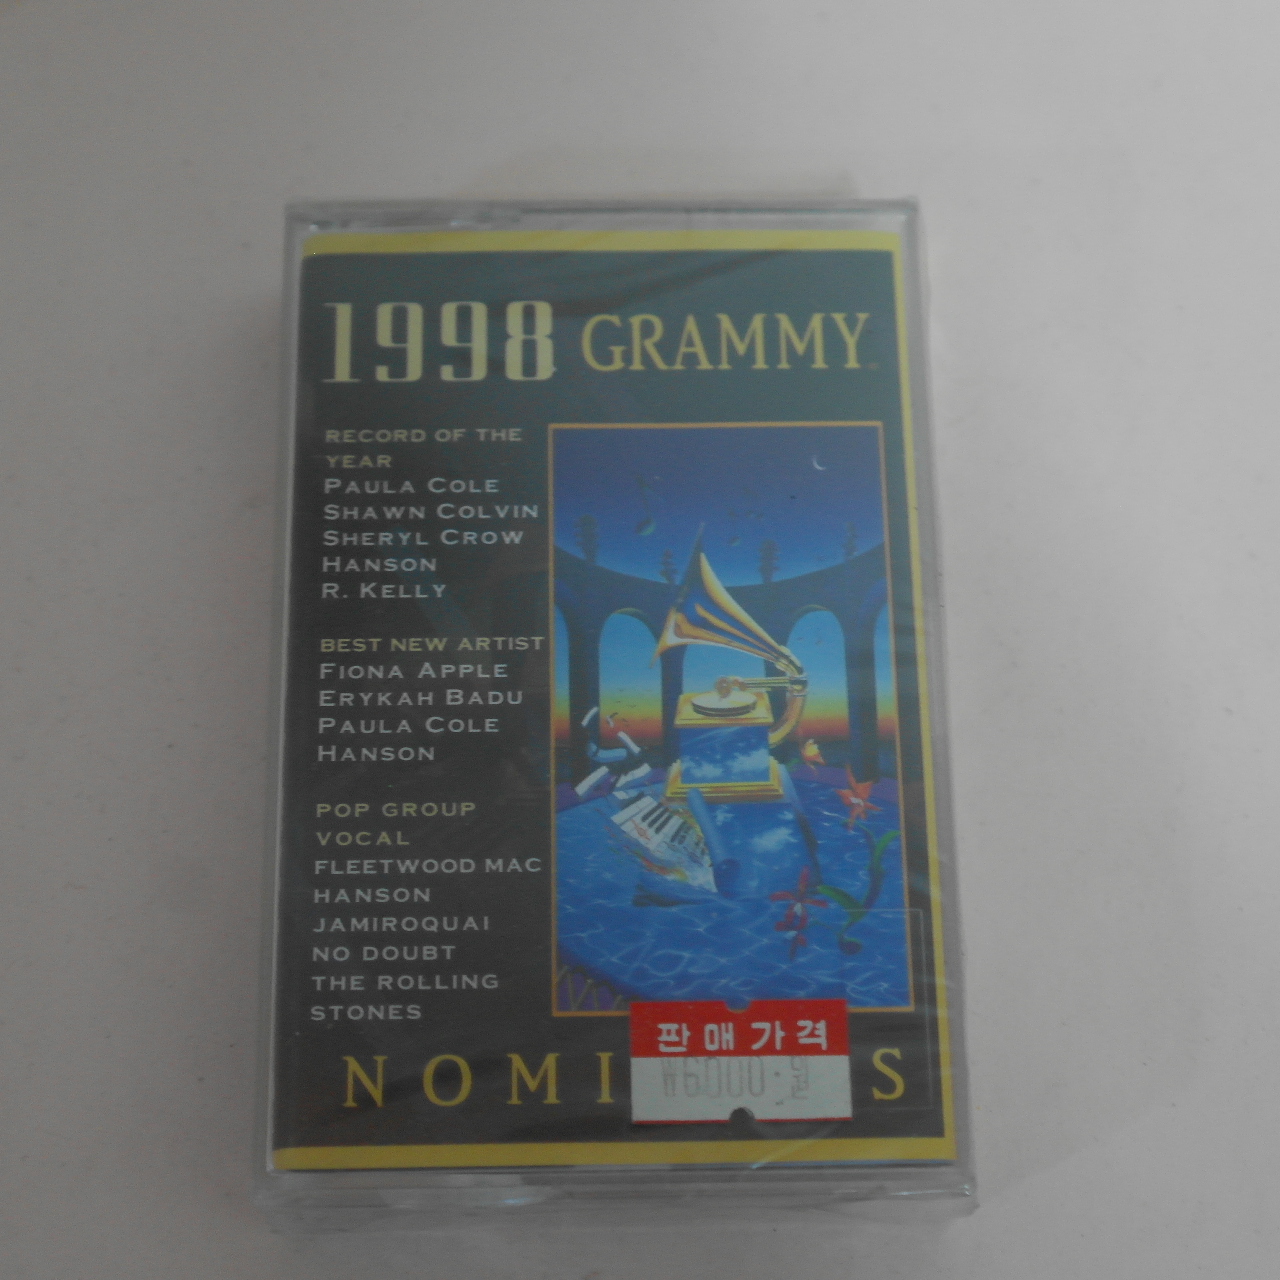 1998 GRAMMY
RECORD OF THE
YEAR
PAULA COLE
SHAWN COLVIN
SHERYL CROW
HANSON
R. KELLY
BEST NEW ARTIST
FIONA APPLE
ERYKAH BADU
PAULA COLE
HANSON
POP GROUP
VOCAL
FLEETWOOD MAC
HANSON
JAMIROQUAI
NO DOUBT
THE ROLLING
STONES
판매가격
₩6000